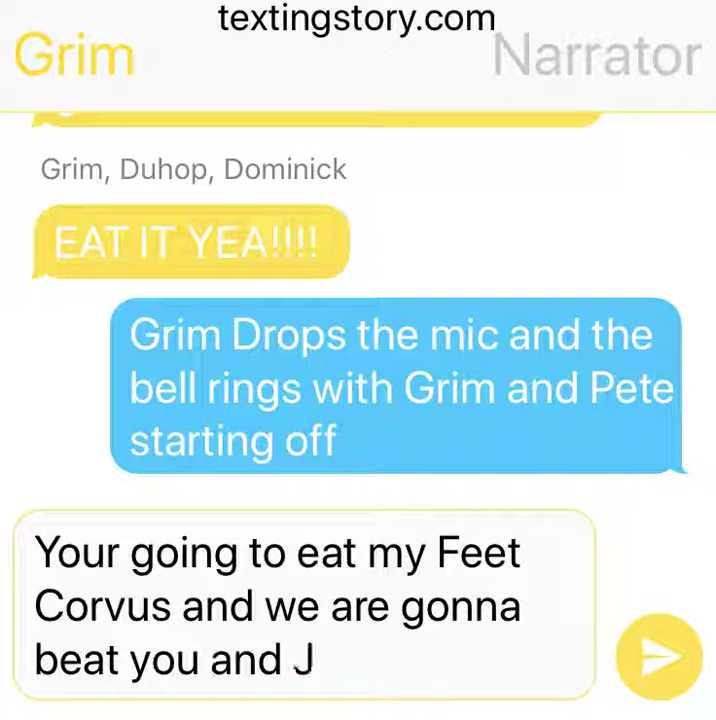 textingstory.com
Grim
Narrator
Grim, Duhop, Dominick
EAT IT YEA!!!!
Grim Drops the mic and the
bell rings with Grim and Pete
starting off
Your going to eat my Feet
Corvus and we are gonna
beat you and J